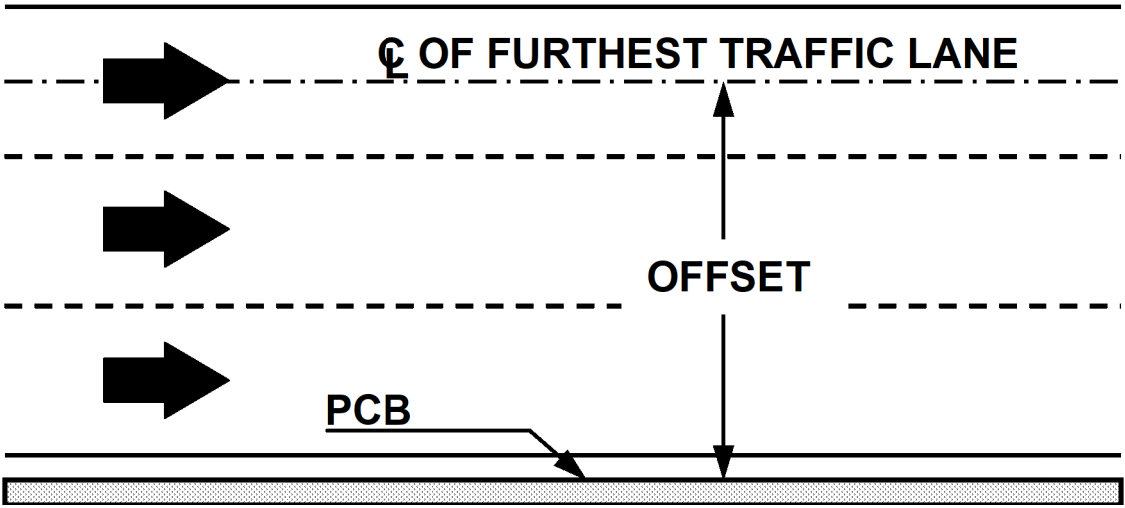 ℄ OF FURTHEST TRAFFIC LANE
OFFSET
PCB